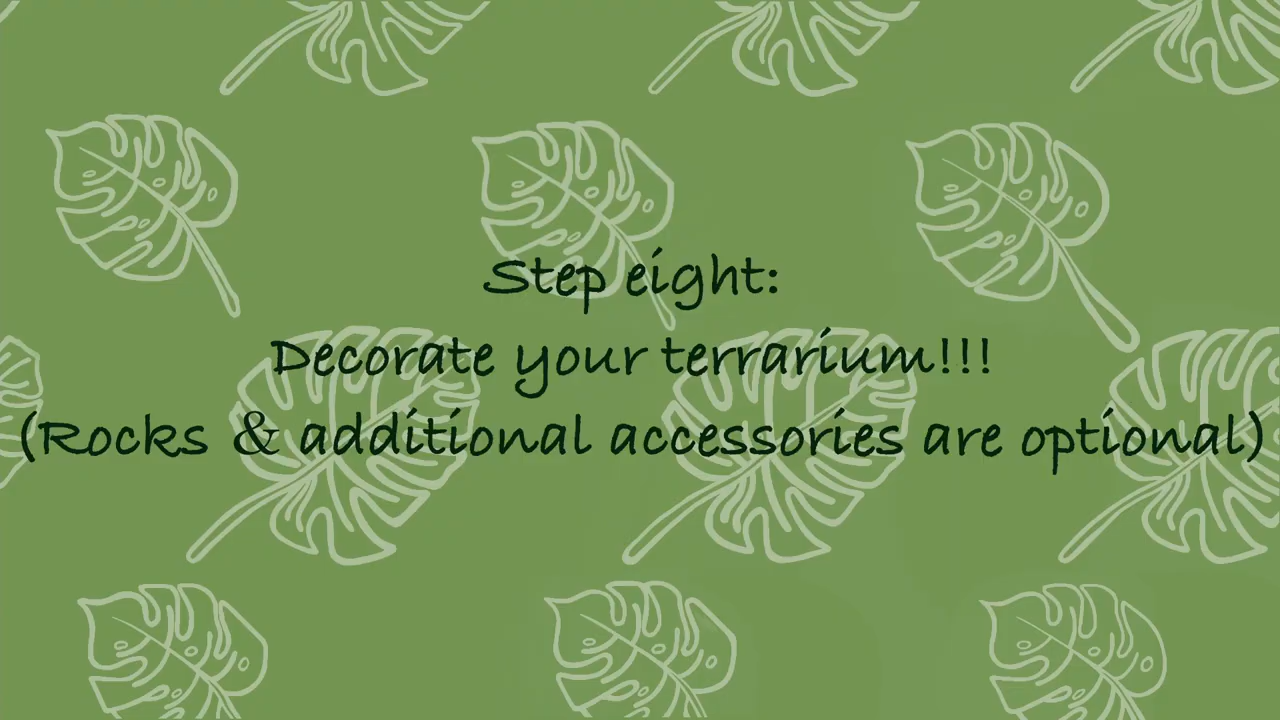 Step eight:
Decorate your terrarium!!!
(Rocks & additional accessories are optional)